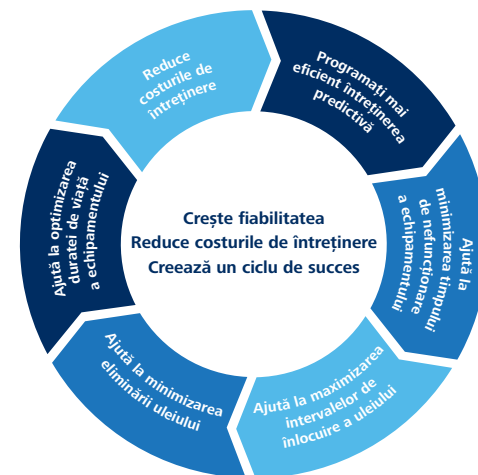 Reduce
costurile de
întreținere
Programați mai
eficient întreținerea
predictivă
Ajută la
minimizarea timpului
de nefuncționare
a echipamentului
Ajută la maximizarea
intervalelor de
înlocuire a uleiului
Ajută la minimizarea
eliminării uleiului
Ajută la optimizarea
duratei de viață
a echipamentului
Crește fiabilitatea
Reduce costurile de întreținere
Creează un ciclu de succes